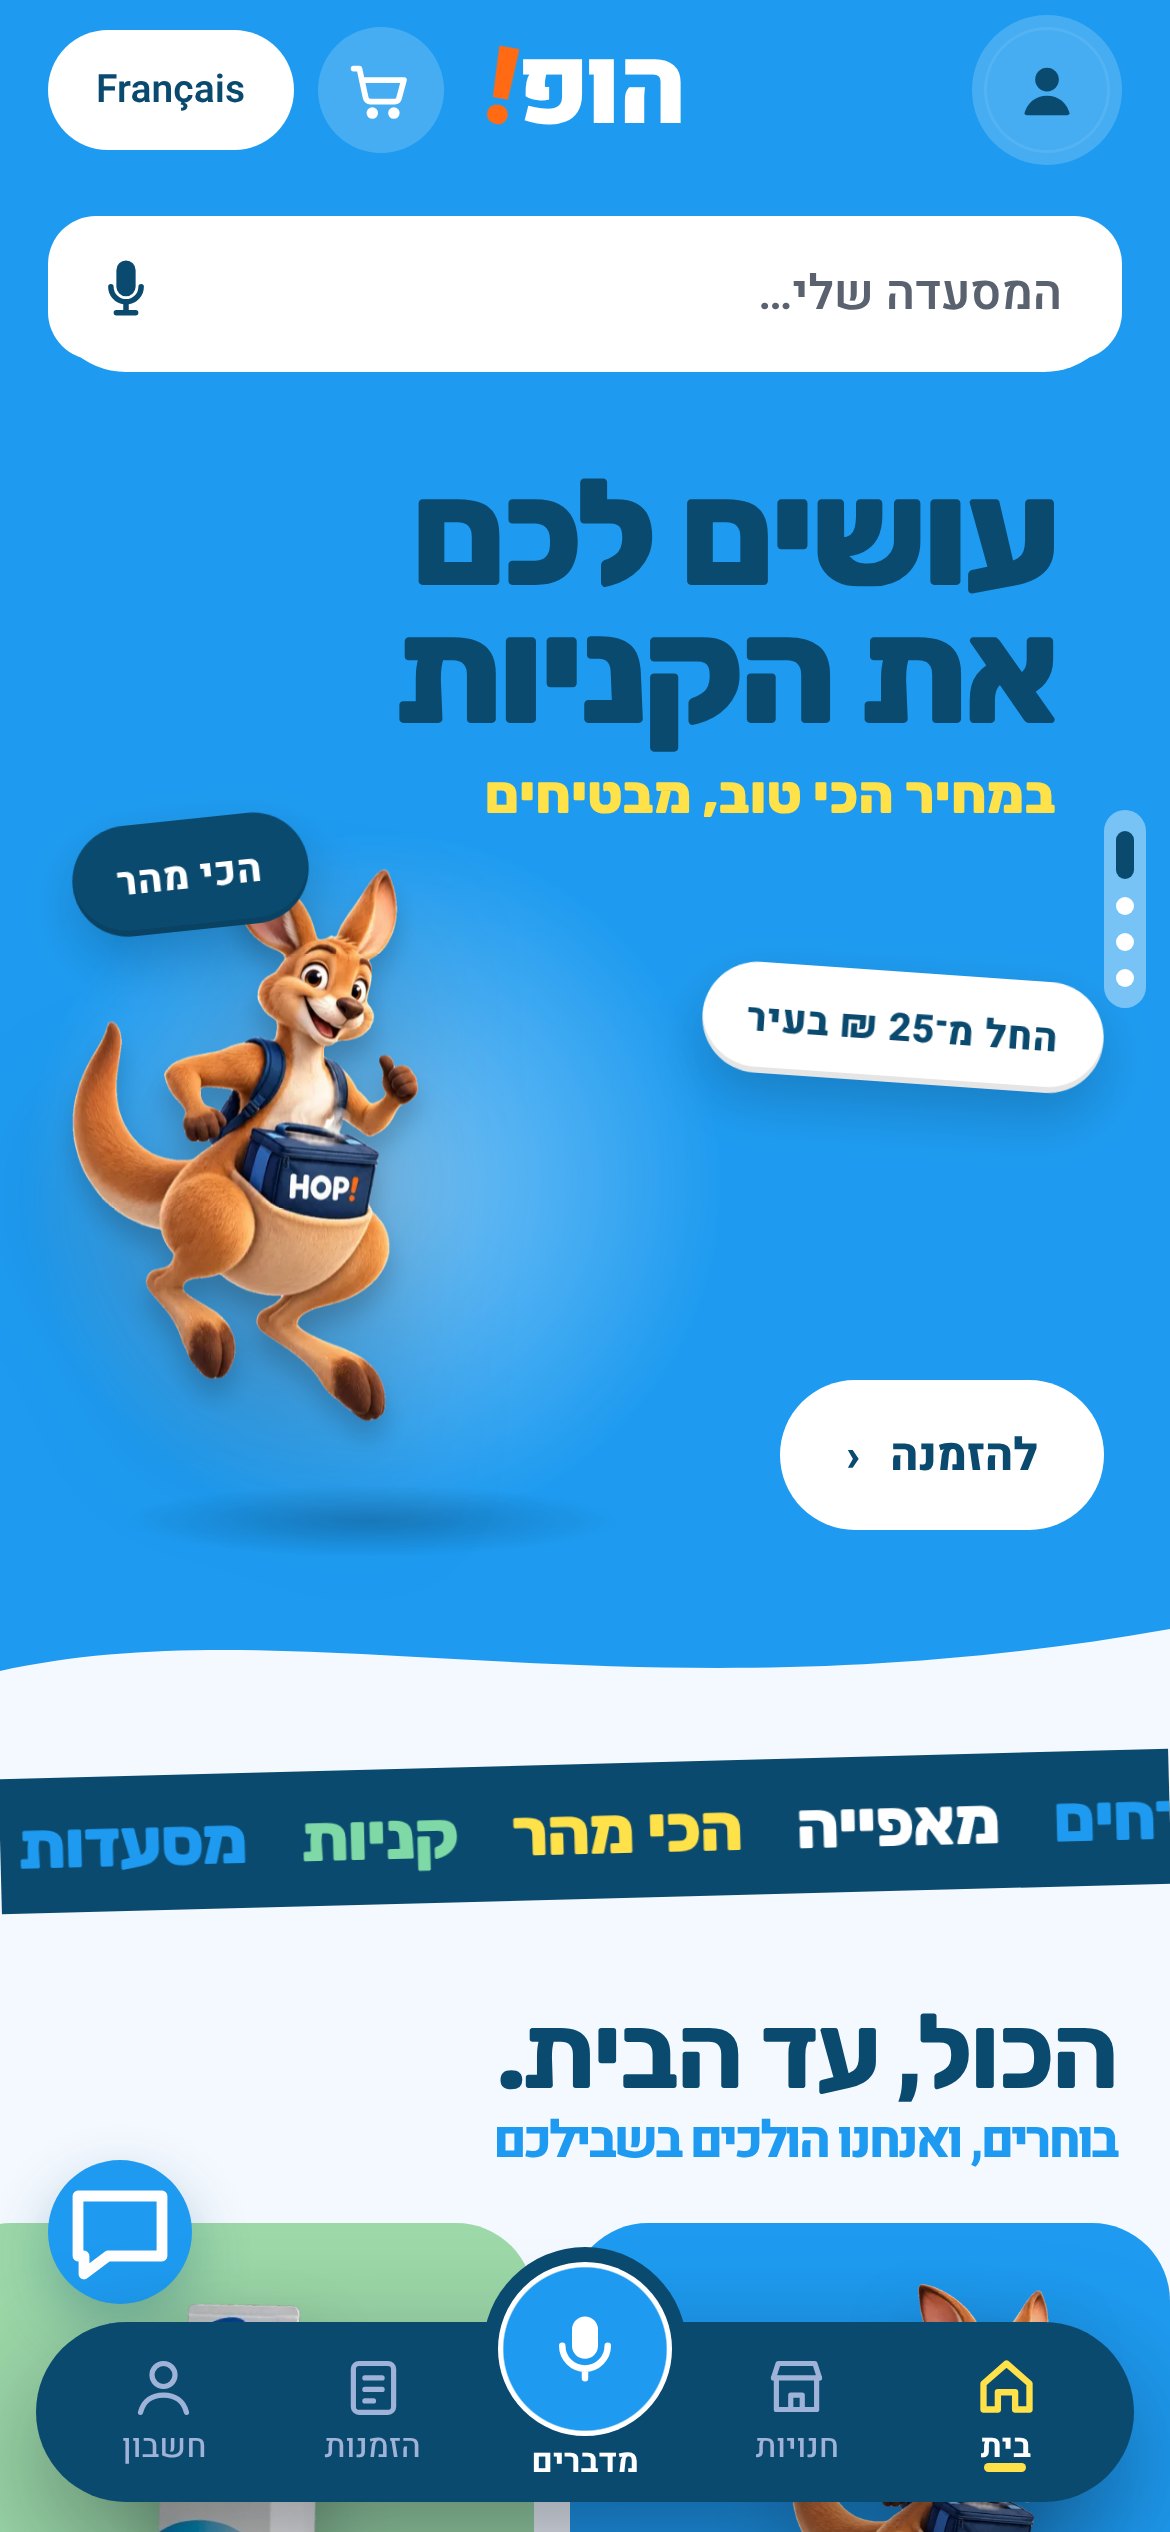 הופ!
Français
המסעדה שלי...
עושים לכם
את הקניות
במחיר הכי טוב, מבטיחים
הכי מהר
החל מ־25 ₪ בעיר
HOP!
להזמנה ‹
מאפייה הכי מהר קניות מסעדות
הכול, עד הבית.
בוחרים, ואנחנו הולכים בשבילכם
בית
חנויות
מדברים
הזמנות
חשבון